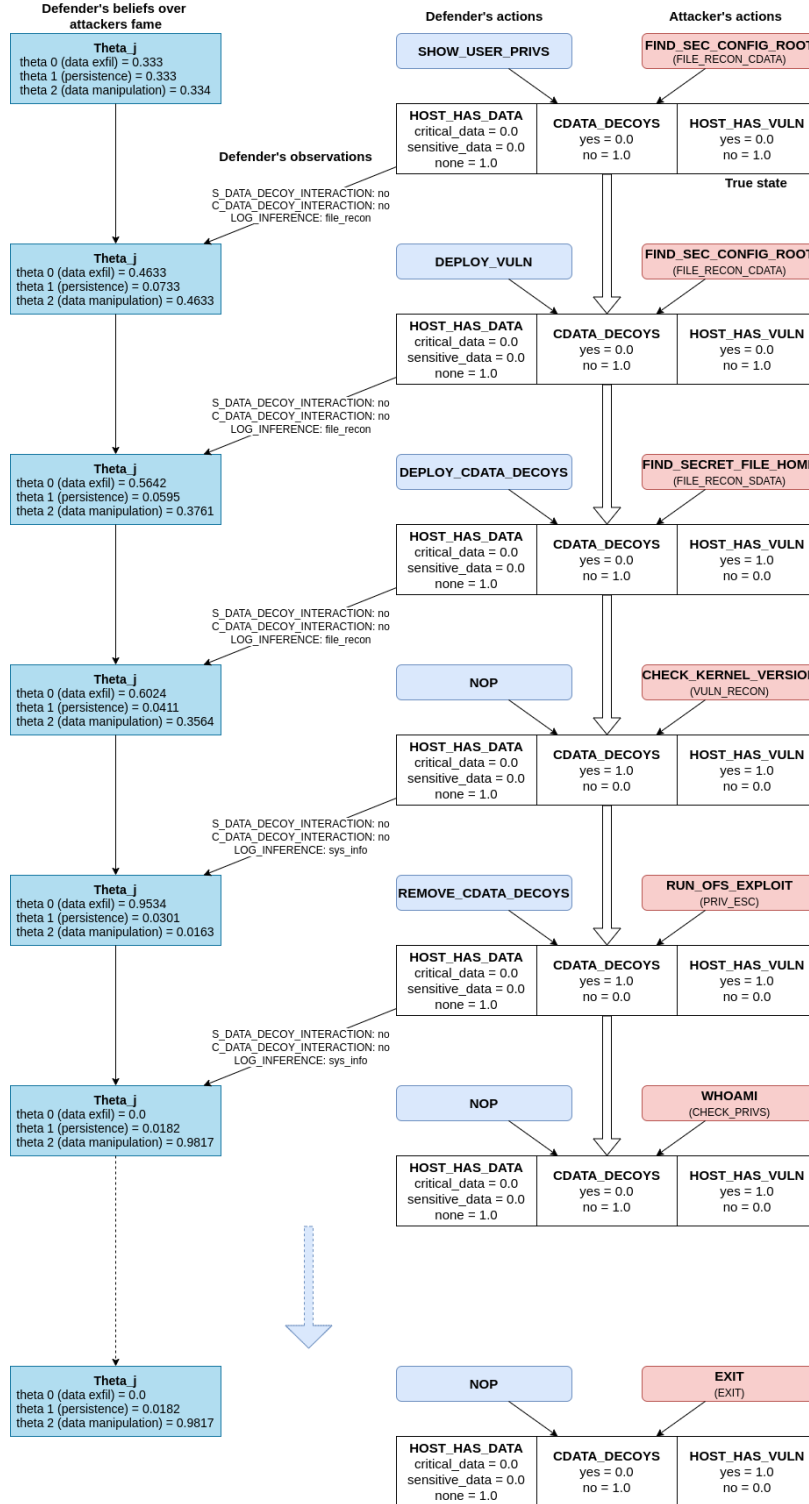 Defender's beliefs over
attackers fame
Defender's actions
Attacker's actions
Theta_j
theta 0 (data exfil) = 0.333
theta 1 (persistence) = 0.333
theta 2 (data manipulation) = 0.334
SHOW_USER_PRIVS
FIND_SEC_CONFIG_ROOT
(FILE_RECON_CDATA)
HOST_HAS_DATA
critical_data = 0.0
sensitive_data = 0.0
none = 1.0
CDATA_DECOYS
yes = 0.0
no = 1.0
HOST_HAS_VULN
yes = 0.0
no = 1.0
Defender's observations
True state
S_DATA_DECOY_INTERACTION: no
C_DATA_DECOY_INTERACTION: no
LOG_INFERENCE: file_recon
Theta_j
theta 0 (data exfil) = 0.4633
theta 1 (persistence) = 0.0733
theta 2 (data manipulation) = 0.4633
DEPLOY_VULN
FIND_SEC_CONFIG_ROOT
(FILE_RECON_CDATA)
HOST_HAS_DATA
critical_data = 0.0
sensitive_data = 0.0
none = 1.0
CDATA_DECOYS
yes = 0.0
no = 1.0
HOST_HAS_VULN
yes = 0.0
no = 1.0
S_DATA_DECOY_INTERACTION: no
C_DATA_DECOY_INTERACTION: no
LOG_INFERENCE: file_recon
Theta_j
theta 0 (data exfil) = 0.5642
theta 1 (persistence) = 0.0595
theta 2 (data manipulation) = 0.3761
DEPLOY_CDATA_DECOYS
FIND_SECRET_FILE_HOME
(FILE_RECON_SDATA)
HOST_HAS_DATA
critical_data = 0.0
sensitive_data = 0.0
none = 1.0
CDATA_DECOYS
yes = 0.0
no = 1.0
HOST_HAS_VULN
yes = 1.0
no = 0.0
S_DATA_DECOY_INTERACTION: no
C_DATA_DECOY_INTERACTION: no
LOG_INFERENCE: file_recon
Theta_j
theta 0 (data exfil) = 0.6024
theta 1 (persistence) = 0.0411
theta 2 (data manipulation) = 0.3564
NOP
CHECK_KERNEL_VERSION
(VULN_RECON)
HOST_HAS_DATA
critical_data = 0.0
sensitive_data = 0.0
none = 1.0
CDATA_DECOYS
yes = 1.0
no = 0.0
HOST_HAS_VULN
yes = 1.0
no = 0.0
S_DATA_DECOY_INTERACTION: no
C_DATA_DECOY_INTERACTION: no
LOG_INFERENCE: sys_info
Theta_j
theta 0 (data exfil) = 0.9534
theta 1 (persistence) = 0.0301
theta 2 (data manipulation) = 0.0163
REMOVE_CDATA_DECOYS
RUN_OFS_EXPLOIT
(PRIV_ESC)
HOST_HAS_DATA
critical_data = 0.0
sensitive_data = 0.0
none = 1.0
CDATA_DECOYS
yes = 1.0
no = 0.0
HOST_HAS_VULN
yes = 1.0
no = 0.0
S_DATA_DECOY_INTERACTION: no
C_DATA_DECOY_INTERACTION: no
LOG_INFERENCE: sys_info
Theta_j
theta 0 (data exfil) = 0.0
theta 1 (persistence) = 0.0182
theta 2 (data manipulation) = 0.9817
NOP
WHOAMI
(CHECK_PRIVS)
HOST_HAS_DATA
critical_data = 0.0
sensitive_data = 0.0
none = 1.0
CDATA_DECOYS
yes = 0.0
no = 1.0
HOST_HAS_VULN
yes = 1.0
no = 0.0
Theta_j
theta 0 (data exfil) = 0.0
theta 1 (persistence) = 0.0182
theta 2 (data manipulation) = 0.9817
NOP
EXIT
(EXIT)
HOST_HAS_DATA
critical_data = 0.0
sensitive_data = 0.0
none = 1.0
CDATA_DECOYS
yes = 0.0
no = 1.0
HOST_HAS_VULN
yes = 1.0
no = 0.0